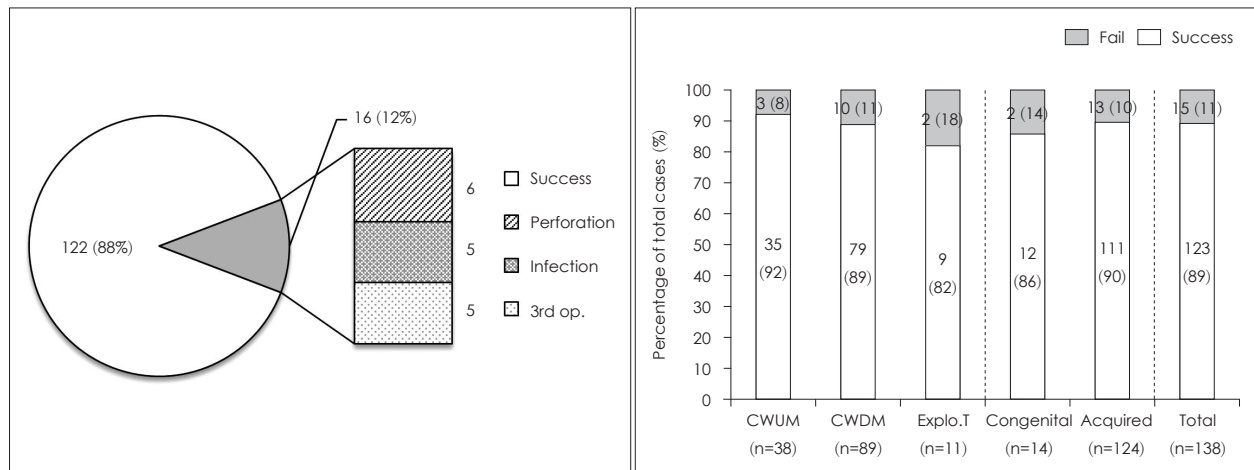 16 (12%)
122 (88%)
6
5
5
Success
Perforation
Infection
3rd op.
Fail
Success
Percentage of total cases (%)
100
90
80
70
60
50
40
30
20
10
0
3 (8)
10 (11)
2 (18)
2 (14)
13 (10)
15 (11)
35
(92)
79
(89)
9
(82)
12
(86)
111
(90)
123
(89)
CWUM
(n=38)
CWDM
(n=89)
Explo.T
(n=11)
Congenital
(n=14)
Acquired
(n=124)
Total
(n=138)